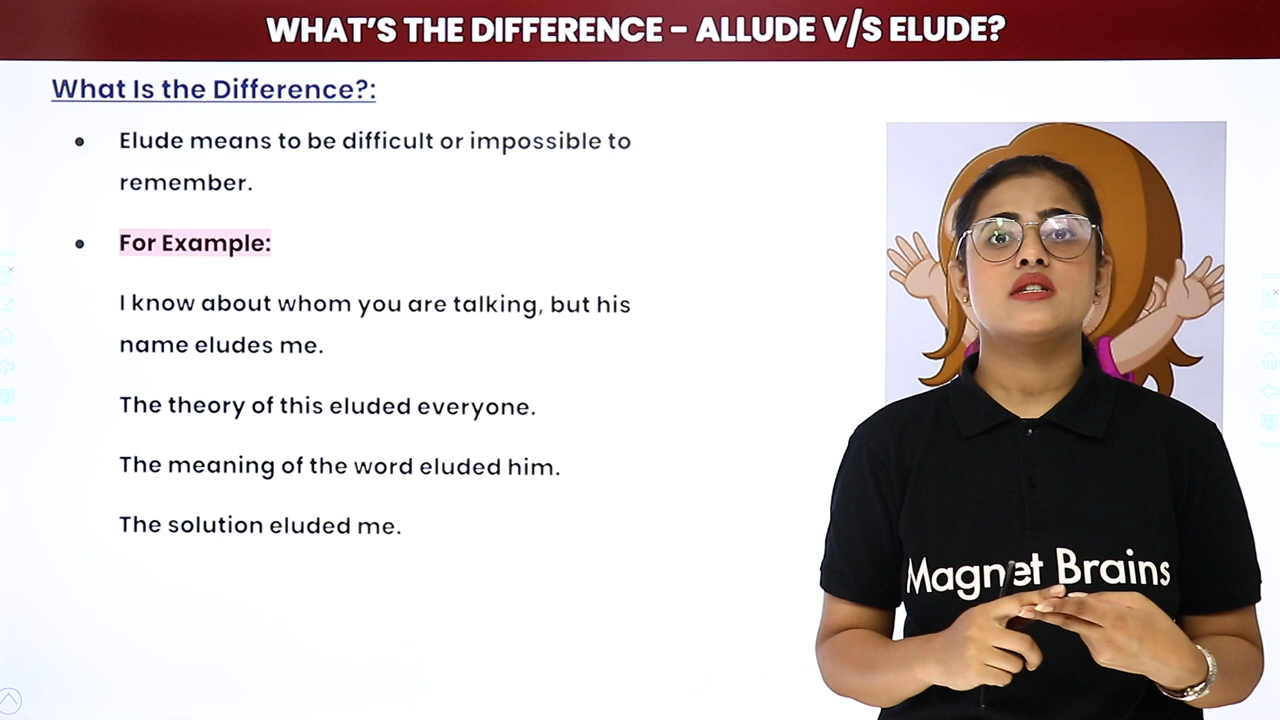 WHAT'S THE DIFFERENCE - ALLUDE V/S ELUDE?
What Is the Difference?:
• Elude means to be difficult or impossible to
remember.
• For Example:
I know about whom you are talking, but his
name eludes me.
The theory of this eluded everyone.
The meaning of the word eluded him.
The solution eluded me.
Magnet Brains